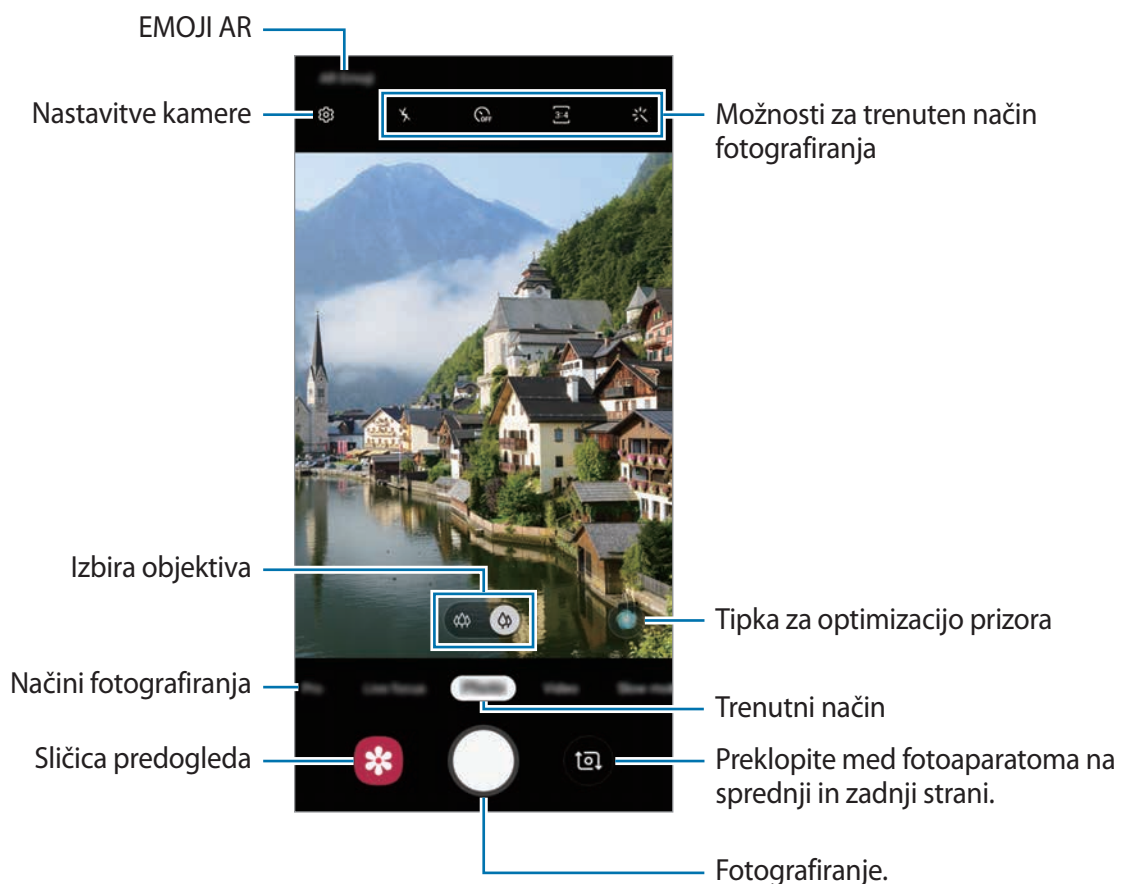 EMOJI AR
Nastavitve kamere
OFF
3:4
Možnosti za trenuten način
fotografiranja
Izbira objektiva
Tipka za optimizacijo prizora
Načini fotografiranja
Trenutni način
Sličica predogleda
Preklopite med fotoaparatoma na
sprednji in zadnji strani.
Fotografiranje.